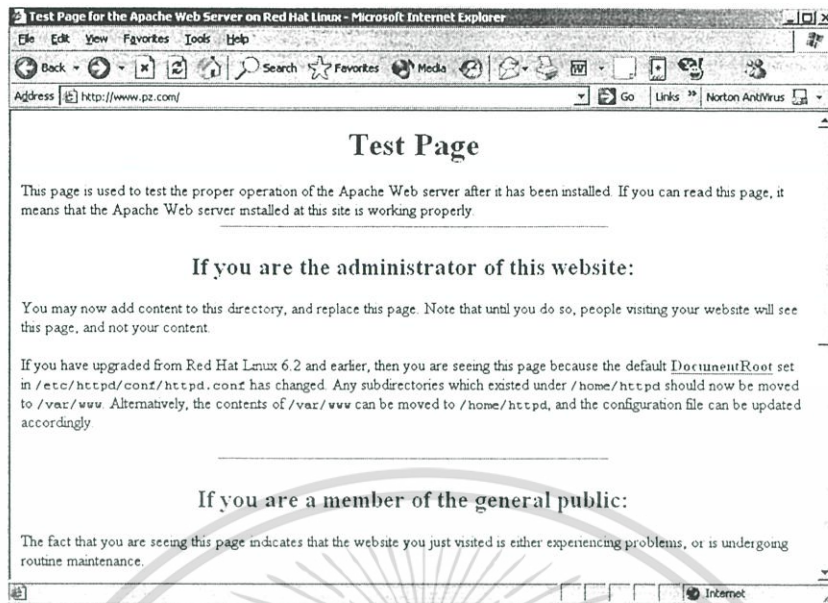 Test Page for the Apache Web Server on Red Hat Linux - Microsoft Internet Explorer
File Edit View Favorites Tools Help
Back Search Favorites Media
Address http://www.pz.com/ Go Links » Norton AntiVirus
Test Page
This page is used to test the proper operation of the Apache Web server after it has been installed. If you can read this page, it
means that the Apache Web server installed at this site is working properly.
If you are the administrator of this website:
You may now add content to this directory, and replace this page. Note that until you do so, people visiting your website will see
this page, and not your content.
If you have upgraded from Red Hat Linux 6.2 and earlier, then you are seeing this page because the default DocumentRoot set
in /etc/httpd/conf/httpd.conf has changed. Any subdirectories which existed under /home/httpd should now be moved
to /var/www. Alternatively, the contents of /var/www can be moved to /home/httpd, and the configuration file can be updated
accordingly.
If you are a member of the general public:
The fact that you are seeing this page indicates that the website you just visited is either experiencing problems, or is undergoing
routine maintenance.
Internet